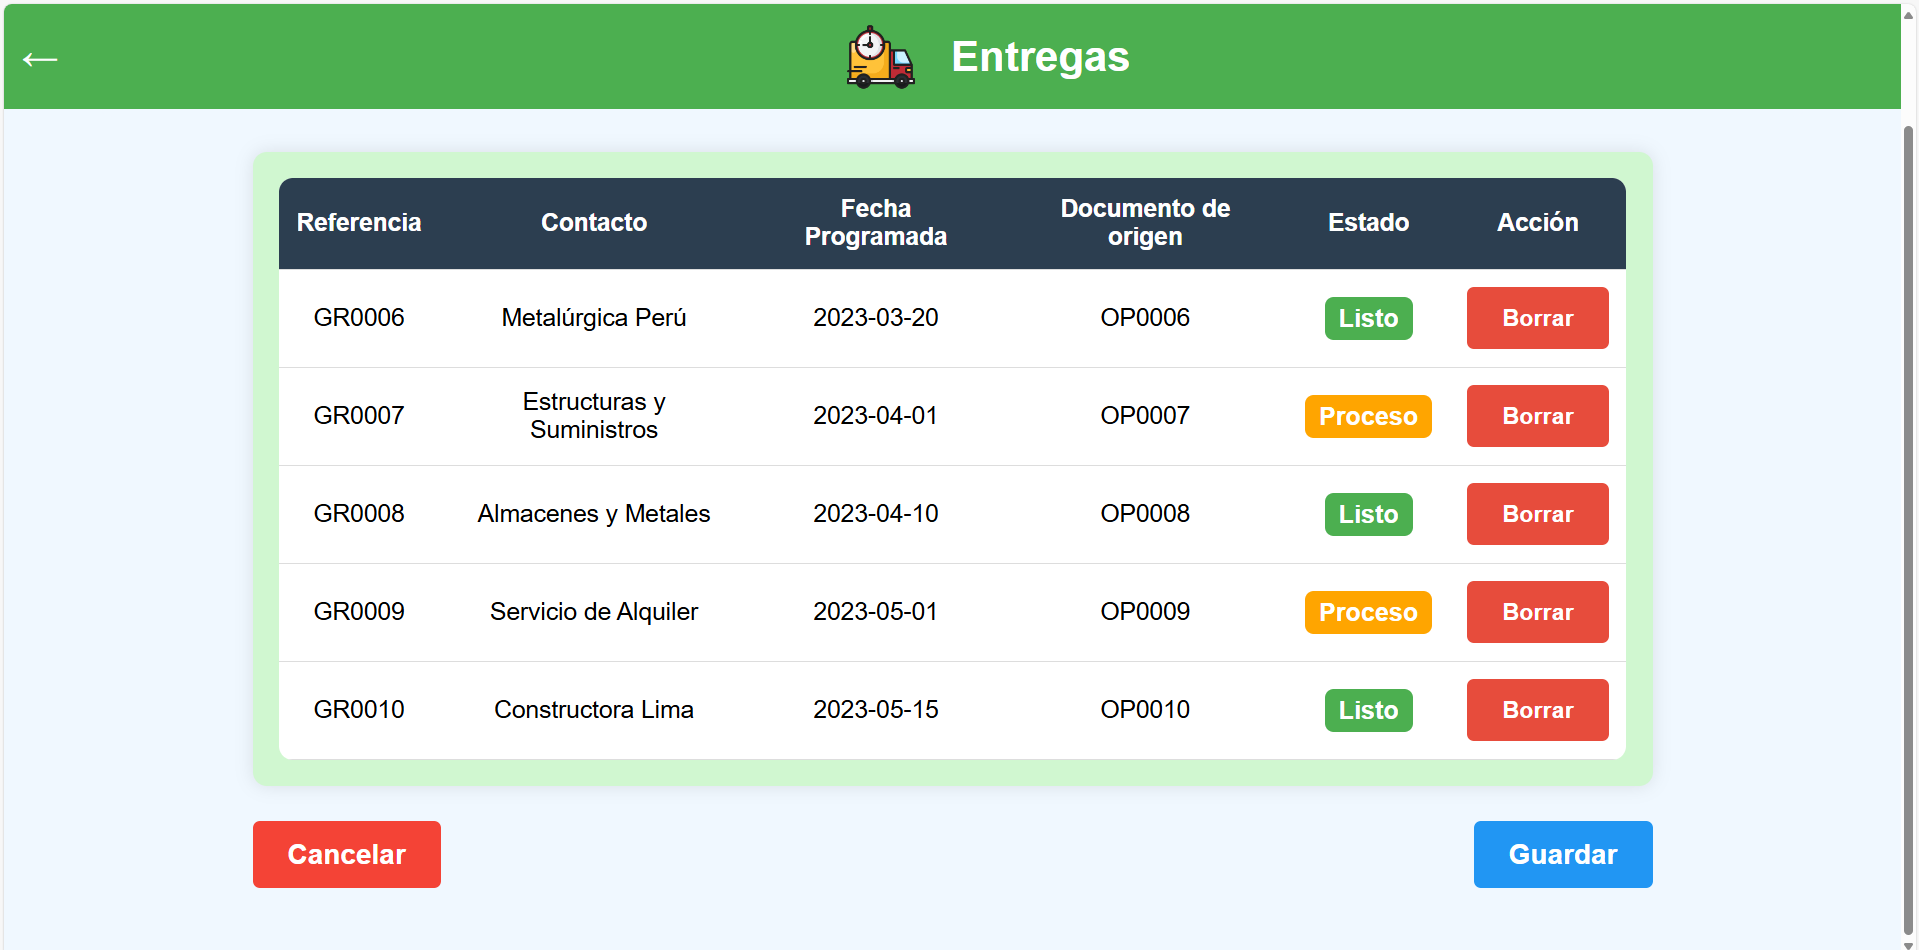 ←
Entregas
Referencia Contacto Fecha Programada Documento de origen Estado Acción
GR0006 Metalúrgica Perú 2023-03-20 OP0006 Listo Borrar
GR0007 Estructuras y Suministros 2023-04-01 OP0007 Proceso Borrar
GR0008 Almacenes y Metales 2023-04-10 OP0008 Listo Borrar
GR0009 Servicio de Alquiler 2023-05-01 OP0009 Proceso Borrar
GR0010 Constructora Lima 2023-05-15 OP0010 Listo Borrar
Cancelar Guardar